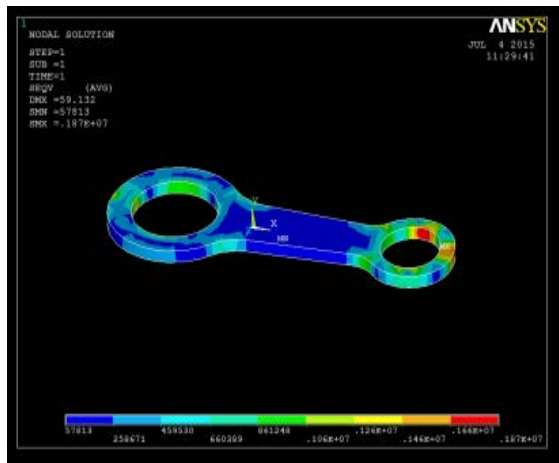 1
ANSYS
NODAL SOLUTION
JUL 4 2015
11:29:41
STEP=1
SUB =1
TIME=1
SEQV (AVG)
DMX =59.132
SMN =57813
SMX =.187E+07
Y
X
MX
MN
57813 459530 861248 .126E+07 .166E+07
258671 660389 .106E+07 .146E+07 .187E+07